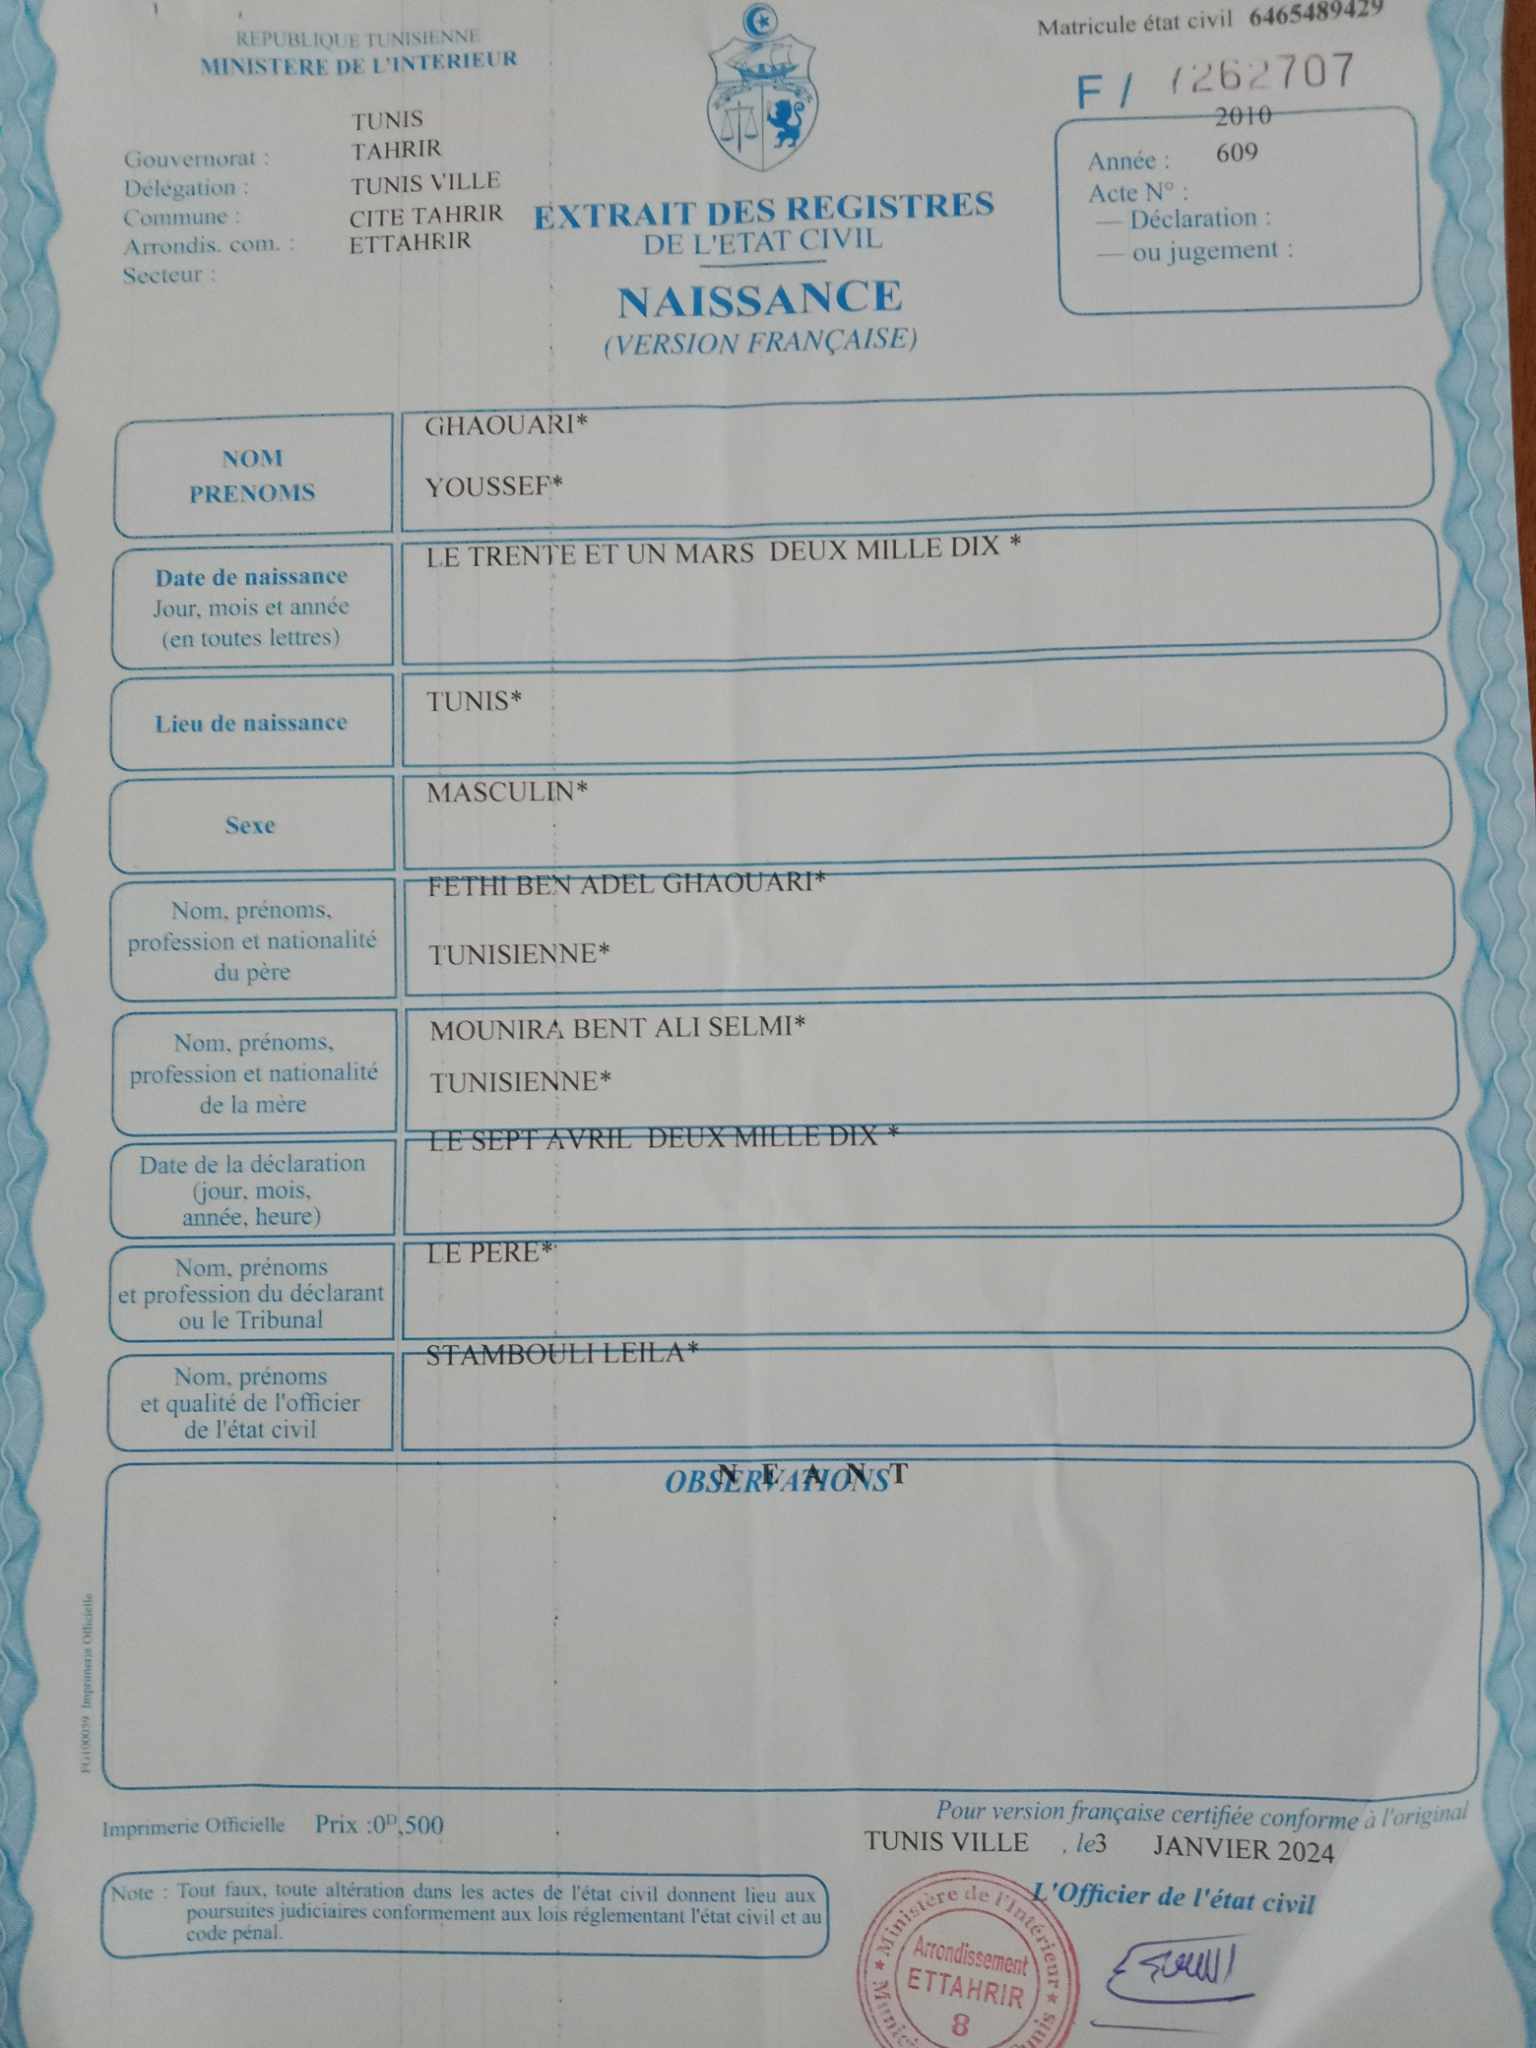 REPUBLIQUE TUNISIENNE
MINISTERE DE L'INTERIEUR
Matricule état civil 6465489429
F / 7262707
TUNIS
Gouvernorat : TAHRIR
Délégation : TUNIS VILLE
Commune : CITE TAHRIR
Arrondis. com. : ETTAHRIR
Secteur :
EXTRAIT DES REGISTRES
DE L'ETAT CIVIL
NAISSANCE
(VERSION FRANÇAISE)
2010
Année : 609
Acte N° :
— Déclaration :
— ou jugement :
NOM
PRENOMS
GHAOUARI*
YOUSSEF*
Date de naissance
Jour, mois et année
(en toutes lettres)
LE TRENTE ET UN MARS DEUX MILLE DIX *
Lieu de naissance
TUNIS*
Sexe
MASCULIN*
Nom, prénoms,
profession et nationalité
du père
FETHI BEN ADEL GHAOUARI*
TUNISIENNE*
Nom, prénoms,
profession et nationalité
de la mère
MOUNIRA BENT ALI SELMI*
TUNISIENNE*
Date de la déclaration
(jour, mois,
année, heure)
LE SEPT AVRIL DEUX MILLE DIX *
Nom, prénoms
et profession du déclarant
ou le Tribunal
LE PERE*
Nom, prénoms
et qualité de l'officier
de l'état civil
STAMBOULI LEILA*
OBSERVATIONS
N E A N T
Imprimerie Officielle
Imprimerie Officielle Prix :0ᴰ,500
Pour version française certifiée conforme à l'original
TUNIS VILLE , le3 JANVIER 2024
L'Officier de l'état civil
Note : Tout faux, toute altération dans les actes de l'état civil donnent lieu aux
poursuites judiciaires conformement aux lois réglementant l'état civil et au
code pénal.
Ministère de l'Intérieur
Arrondissement
ETTAHRIR
8